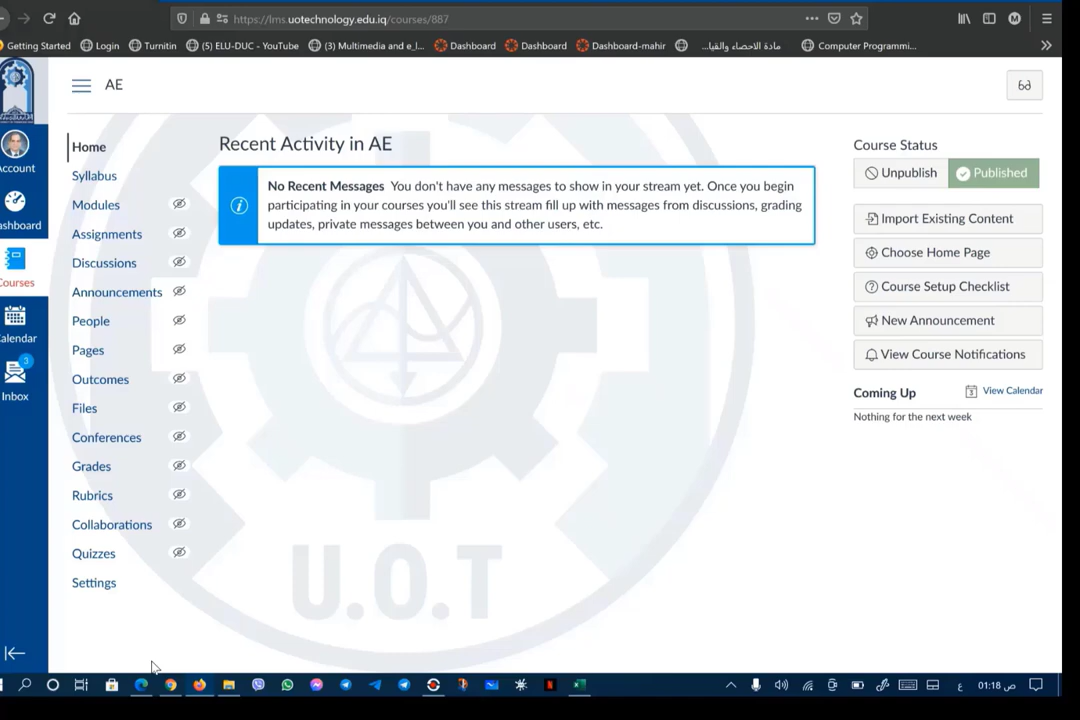 https://lms.uotechnology.edu.iq/courses/887
Getting Started
Login
Turnitin
(5) ELU-DUC - YouTube
(3) Multimedia and e_l...
Dashboard
Dashboard
Dashboard-mahir
مادة الاحصاء والقيا...
Computer Programmi...
AE
Account
Dashboard
Courses
Calendar
3
Inbox
Home
Syllabus
Modules
Assignments
Discussions
Announcements
People
Pages
Outcomes
Files
Conferences
Grades
Rubrics
Collaborations
Quizzes
Settings
Recent Activity in AE
No Recent Messages You don't have any messages to show in your stream yet. Once you begin
participating in your courses you'll see this stream fill up with messages from discussions, grading
updates, private messages between you and other users, etc.
U.O.T
Course Status
Unpublish
Published
Import Existing Content
Choose Home Page
Course Setup Checklist
New Announcement
View Course Notifications
Coming Up
View Calendar
Nothing for the next week
ع
01:18 ص